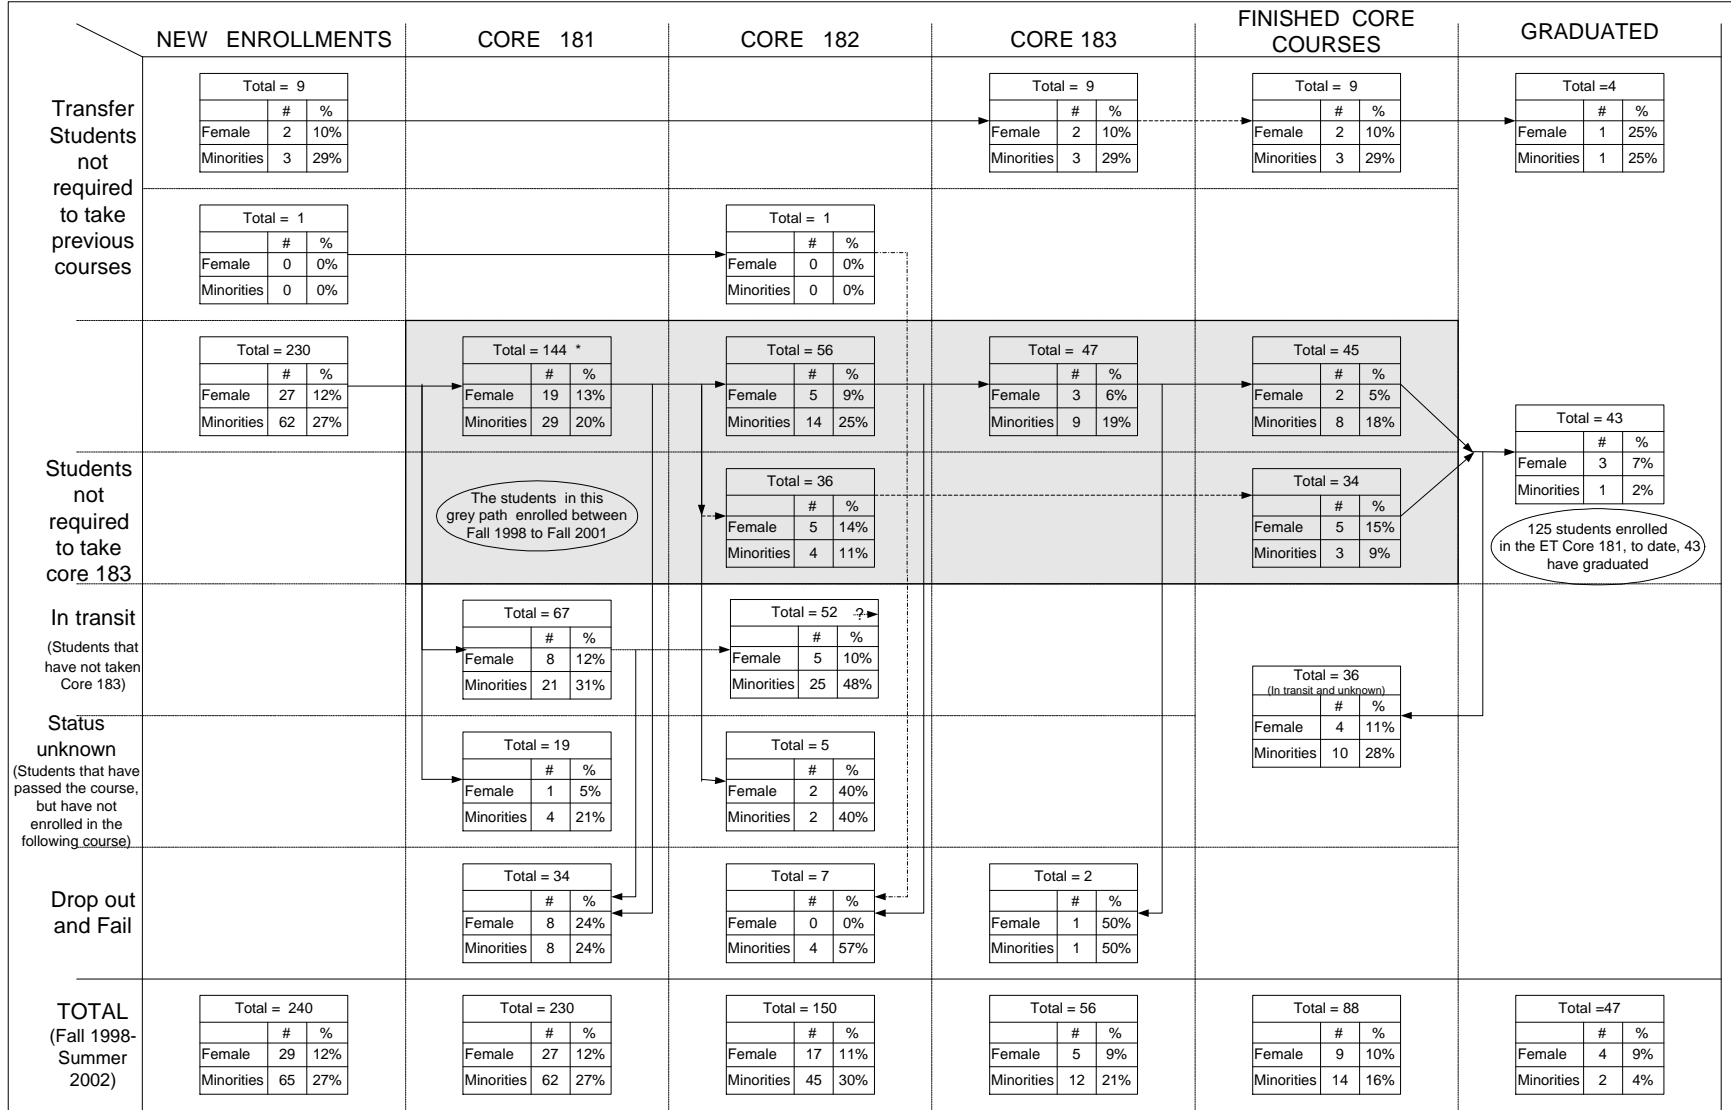 NEW ENROLLMENTS
CORE 181
CORE 182
CORE 183
FINISHED CORE
COURSES
GRADUATED
Transfer
Students
not
required
to take
previous
courses
Total = 9
# %
Female 2 10%
Minorities 3 29%
Total = 9
# %
Female 2 10%
Minorities 3 29%
Total = 9
# %
Female 2 10%
Minorities 3 29%
Total =4
# %
Female 1 25%
Minorities 1 25%
Total = 1
# %
Female 0 0%
Minorities 0 0%
Total = 1
# %
Female 0 0%
Minorities 0 0%
Total = 230
# %
Female 27 12%
Minorities 62 27%
Total = 144 *
# %
Female 19 13%
Minorities 29 20%
Total = 56
# %
Female 5 9%
Minorities 14 25%
Total = 47
# %
Female 3 6%
Minorities 9 19%
Total = 45
# %
Female 2 5%
Minorities 8 18%
Total = 43
# %
Female 3 7%
Minorities 1 2%
Students
not
required
to take
core 183
The students in this
grey path enrolled between
Fall 1998 to Fall 2001
Total = 36
# %
Female 5 14%
Minorities 4 11%
Total = 34
# %
Female 5 15%
Minorities 3 9%
125 students enrolled
in the ET Core 181, to date, 43
have graduated
In transit
(Students that
have not taken
Core 183)
Total = 67
# %
Female 8 12%
Minorities 21 31%
Total = 52 ?
# %
Female 5 10%
Minorities 25 48%
Total = 36
(In transit and unknown)
# %
Female 4 11%
Minorities 10 28%
Status
unknown
(Students that have
passed the course,
but have not
enrolled in the
following course)
Total = 19
# %
Female 1 5%
Minorities 4 21%
Total = 5
# %
Female 2 40%
Minorities 2 40%
Drop out
and Fail
Total = 34
# %
Female 8 24%
Minorities 8 24%
Total = 7
# %
Female 0 0%
Minorities 4 57%
Total = 2
# %
Female 1 50%
Minorities 1 50%
TOTAL
(Fall 1998-
Summer
2002)
Total = 240
# %
Female 29 12%
Minorities 65 27%
Total = 230
# %
Female 27 12%
Minorities 62 27%
Total = 150
# %
Female 17 11%
Minorities 45 30%
Total = 56
# %
Female 5 9%
Minorities 12 21%
Total = 88
# %
Female 9 10%
Minorities 14 16%
Total =47
# %
Female 4 9%
Minorities 2 4%